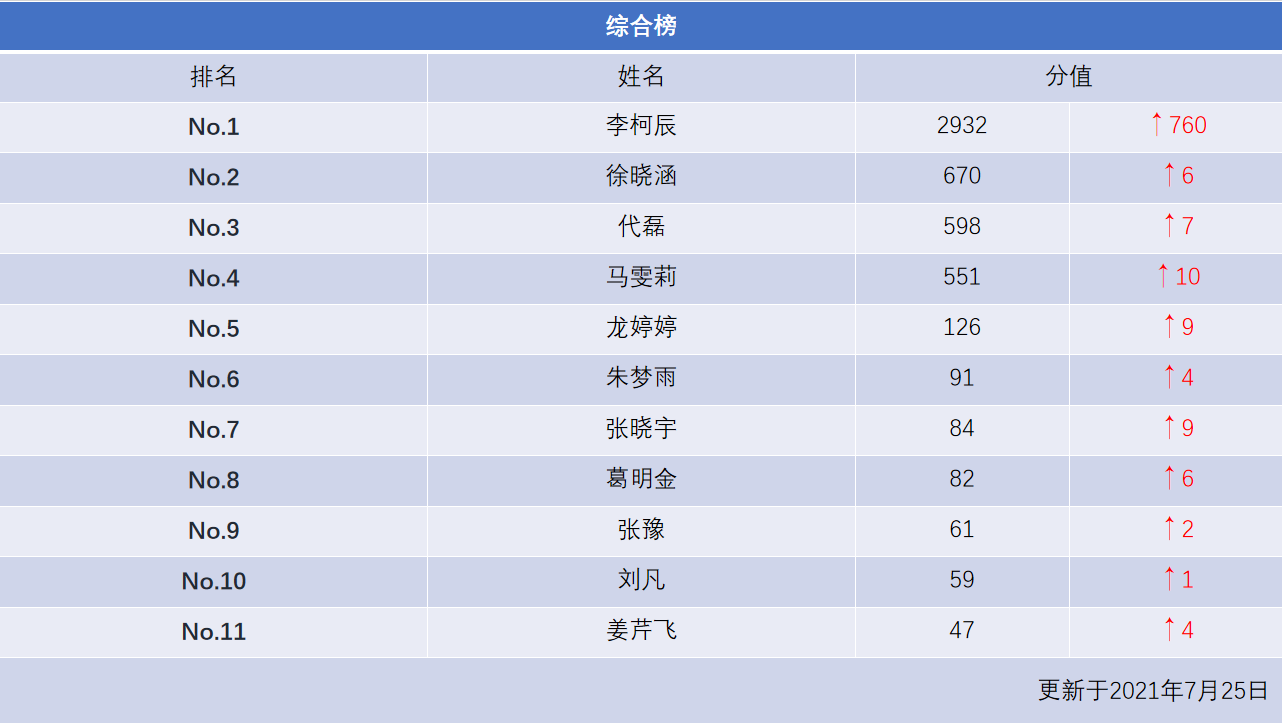 综合榜
排名 姓名 分值
No.1 李柯辰 2932 ↑760
No.2 徐晓涵 670 ↑6
No.3 代磊 598 ↑7
No.4 马雯莉 551 ↑10
No.5 龙婷婷 126 ↑9
No.6 朱梦雨 91 ↑4
No.7 张晓宇 84 ↑9
No.8 葛明金 82 ↑6
No.9 张豫 61 ↑2
No.10 刘凡 59 ↑1
No.11 姜芹飞 47 ↑4
更新于2021年7月25日